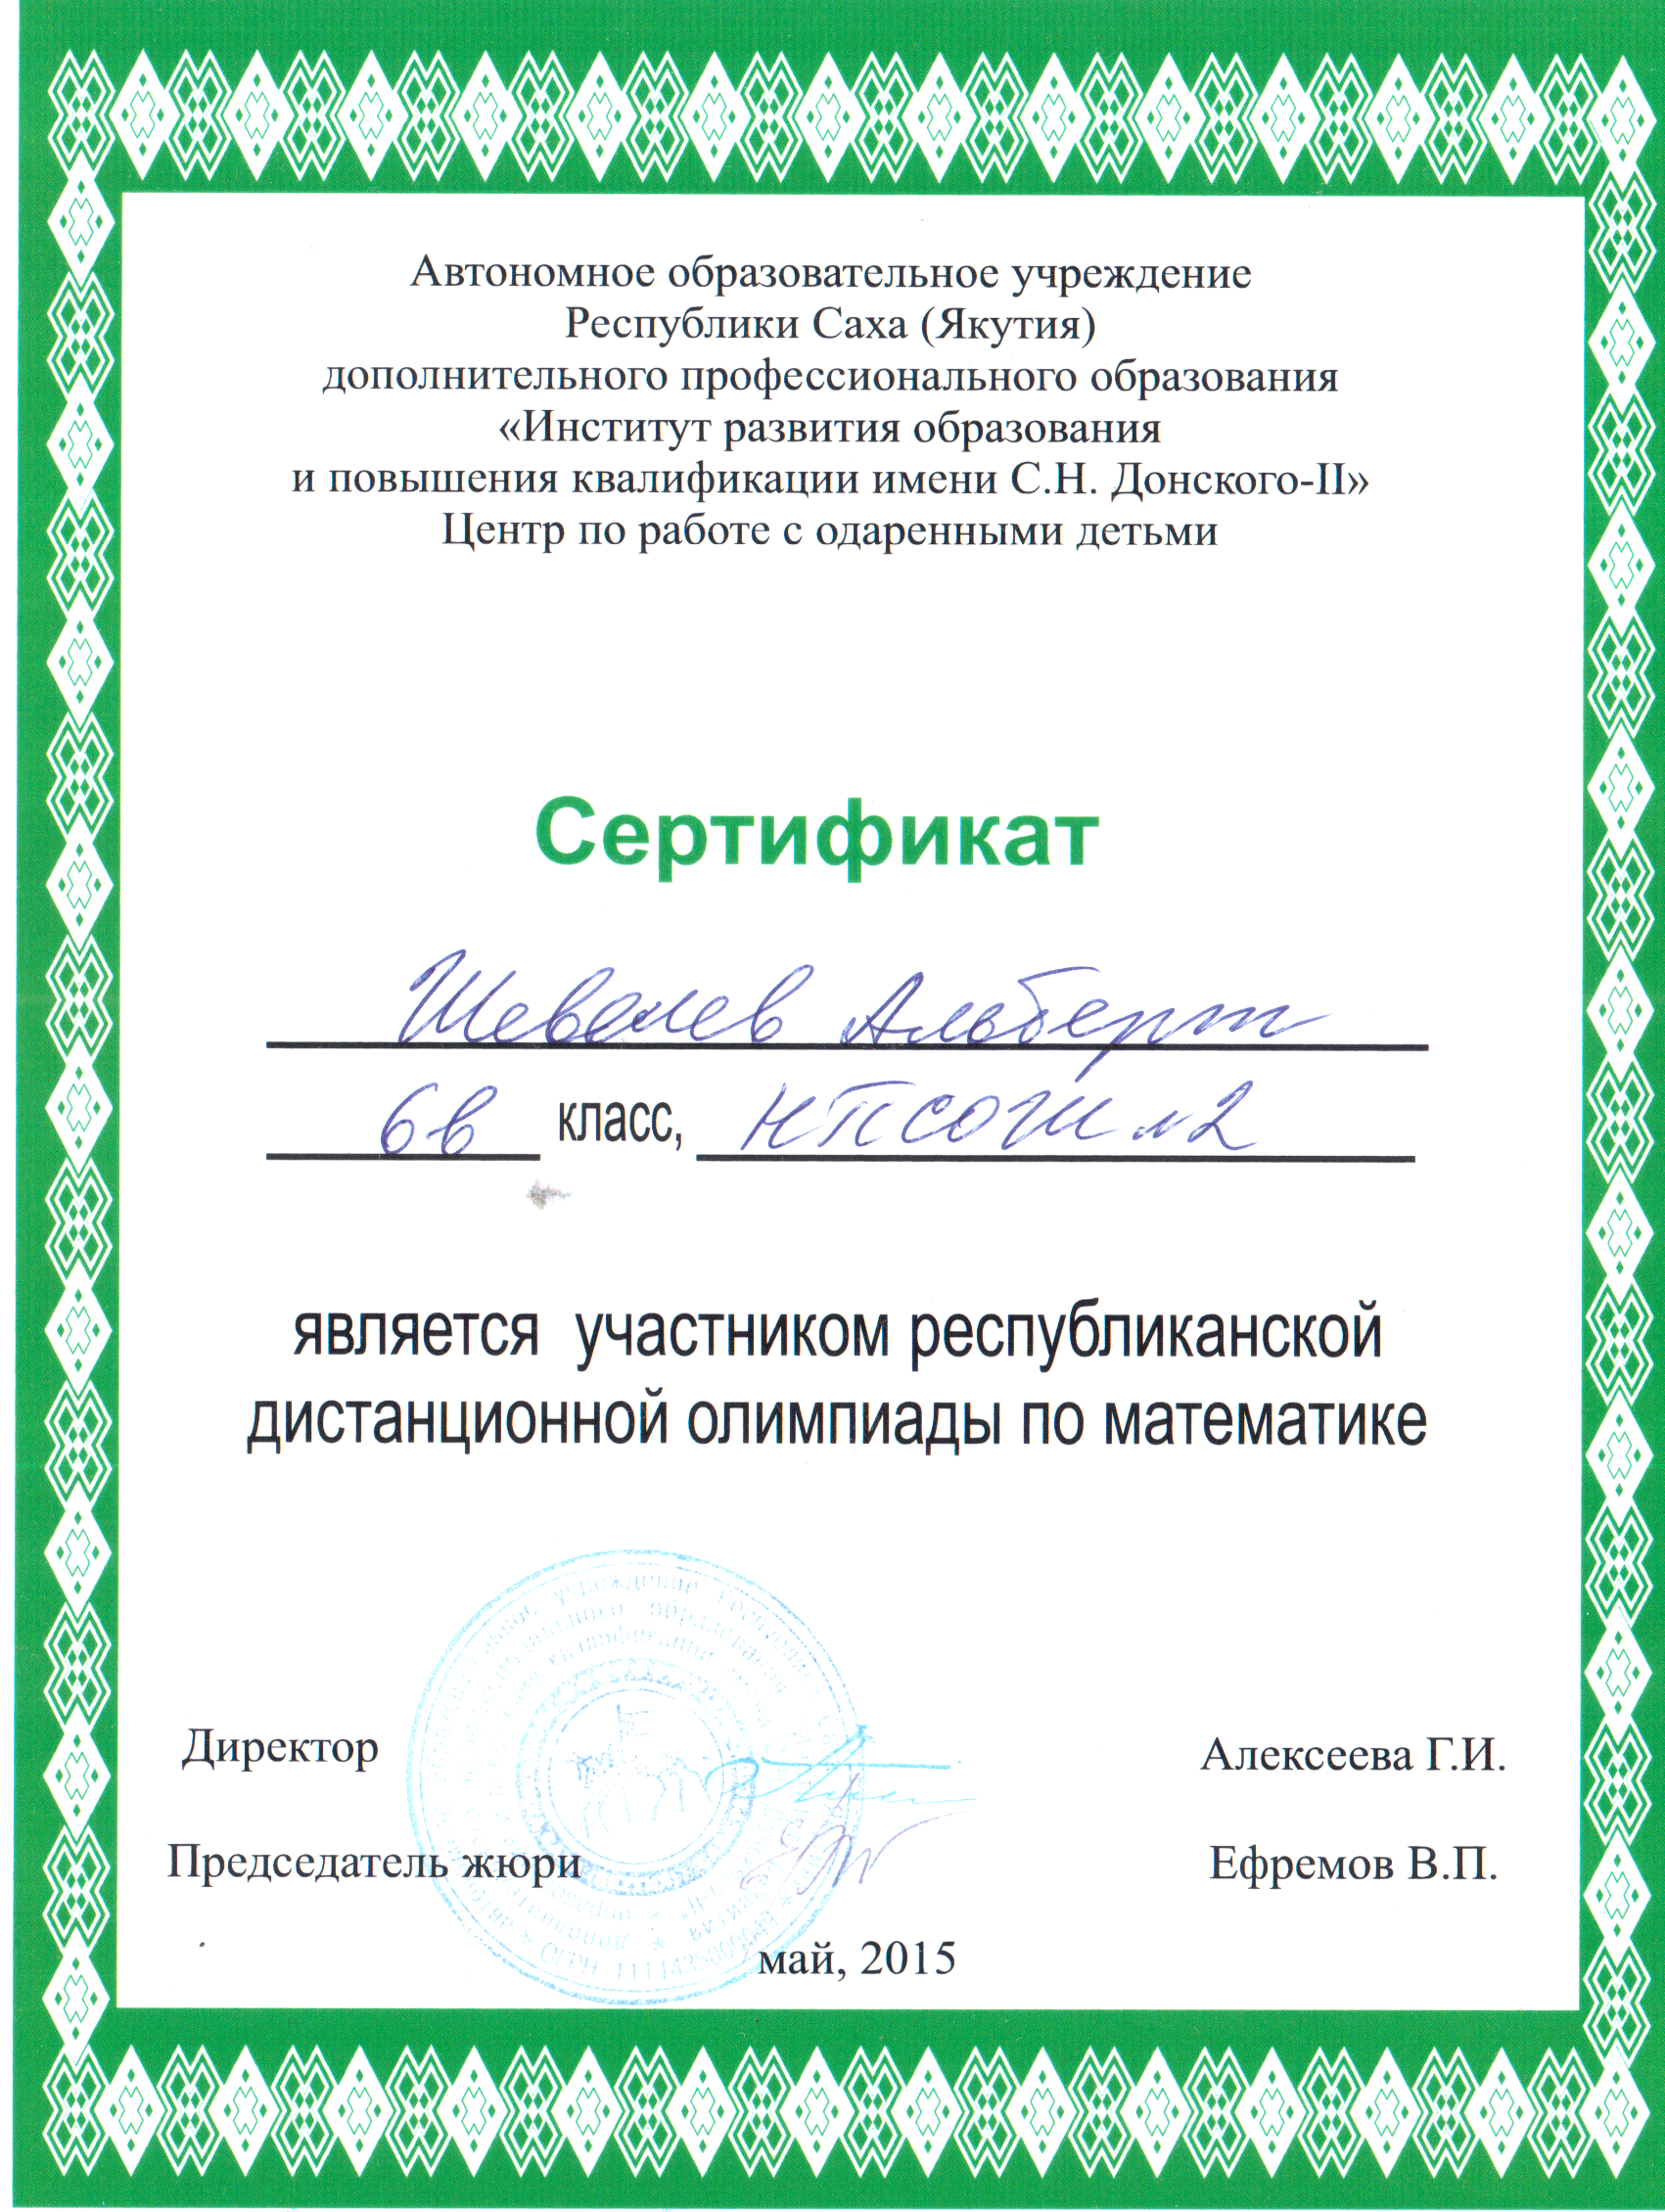 Автономное образовательное учреждение
Республики Саха (Якутия)
дополнительного профессионального образования
«Институт развития образования
и повышения квалификации имени С.Н. Донского-II»
Центр по работе с одаренными детьми
Сертификат
Шевелев Альберт
6в класс, НПСОШ №2
является участником республиканской
дистанционной олимпиады по математике
Директор Алексеева Г.И.
Председатель жюри Ефремов В.П.
май, 2015